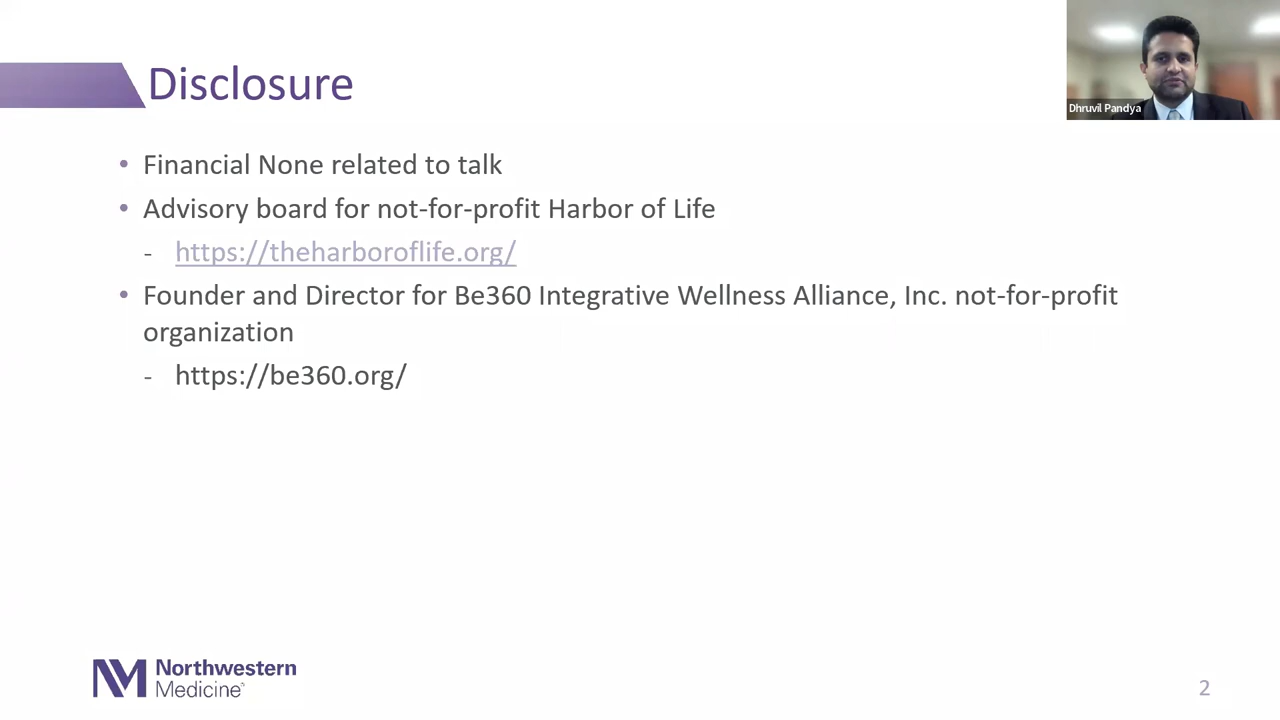 Disclosure
Dhruvil Pandya
• Financial None related to talk
• Advisory board for not-for-profit Harbor of Life
- https://theharboroflife.org/
• Founder and Director for Be360 Integrative Wellness Alliance, Inc. not-for-profit
organization
- https://be360.org/
Northwestern
Medicine
2